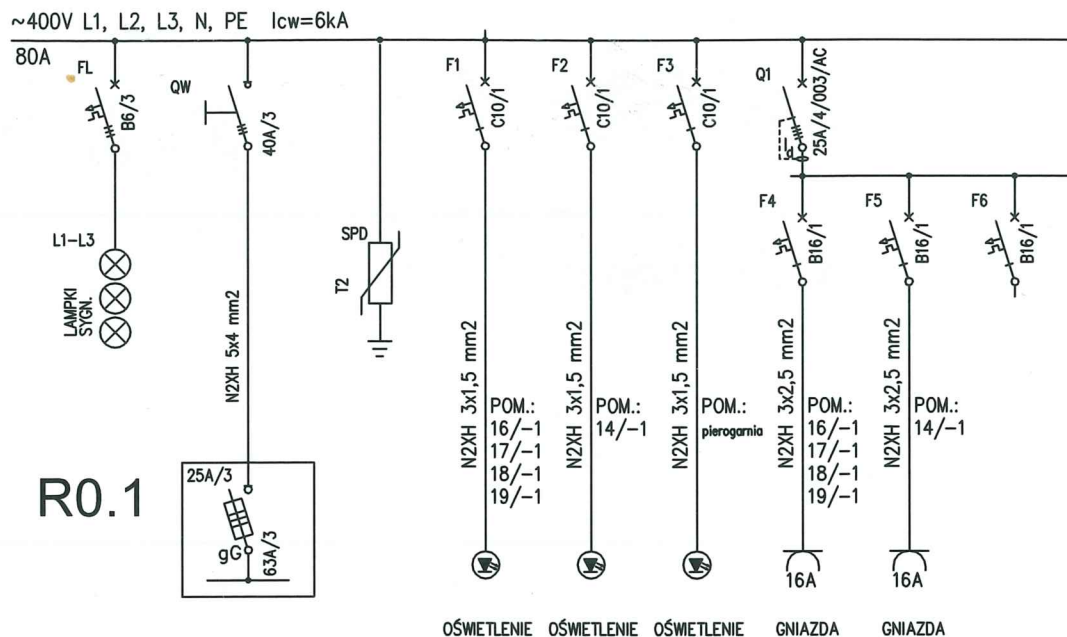 ~400V L1, L2, L3, N, PE Icw=6kA
80A
FL
B6/3
L1-L3
LAMPKI
SYGN.
QW
40A/3
N2XH 5x4 mm2
25A/3
gG
63A/3
R0.1
SPD
T2
F1
C10/1
N2XH 3x1,5 mm2
POM.:
16/-1
17/-1
18/-1
19/-1
OŚWIETLENIE
F2
C10/1
N2XH 3x1,5 mm2
POM.:
14/-1
OŚWIETLENIE
F3
C10/1
N2XH 3x1,5 mm2
POM.:
pierogarnia
OŚWIETLENIE
Q1
25A/4/003/AC
Id
F4
B16/1
N2XH 3x2,5 mm2
POM.:
16/-1
17/-1
18/-1
19/-1
16A
GNIAZDA
F5
B16/1
N2XH 3x2,5 mm2
POM.:
14/-1
16A
GNIAZDA
F6
B16/1